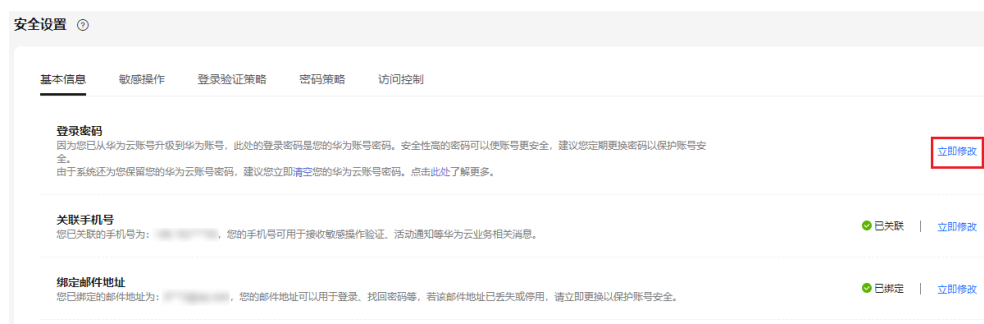 安全设置 ?
基本信息 敏感操作 登录验证策略 密码策略 访问控制
登录密码
因为您已从华为云账号升级到华为账号，此处的登录密码是您的华为账号密码。安全性高的密码可以使账号更安全，建议您定期更换密码以保护账号安
全。
由于系统还为您保留您的华为云账号密码，建议您立即清空您的华为云账号密码。点击此处了解更多。
立即修改
关联手机号
您已关联的手机号为： ，您的手机号可用于接收敏感操作验证、活动通知等华为云业务相关消息。
已关联 | 立即修改
绑定邮件地址
您已绑定的邮件地址为： ，您的邮件地址可以用于登录、找回密码等，若该邮件地址已丢失或停用，请立即更换以保护账号安全。
已绑定 | 立即修改